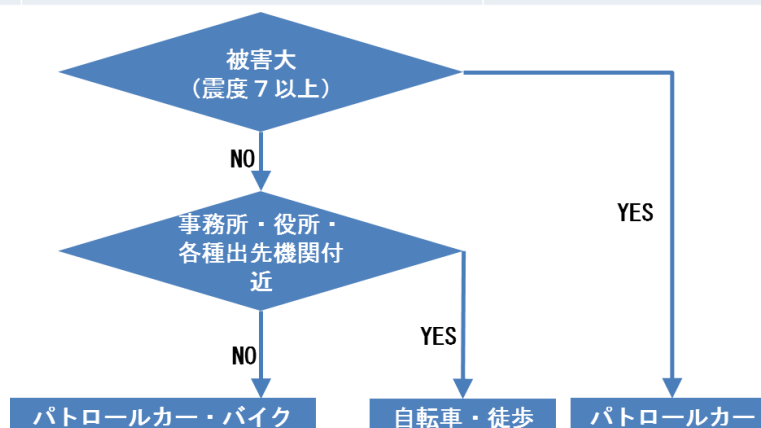 被害大
（震度７以上）
NO
YES
事務所・役所・
各種出先機関付
近
YES
NO
パトロールカー・バイク
自転車・徒歩
パトロールカー